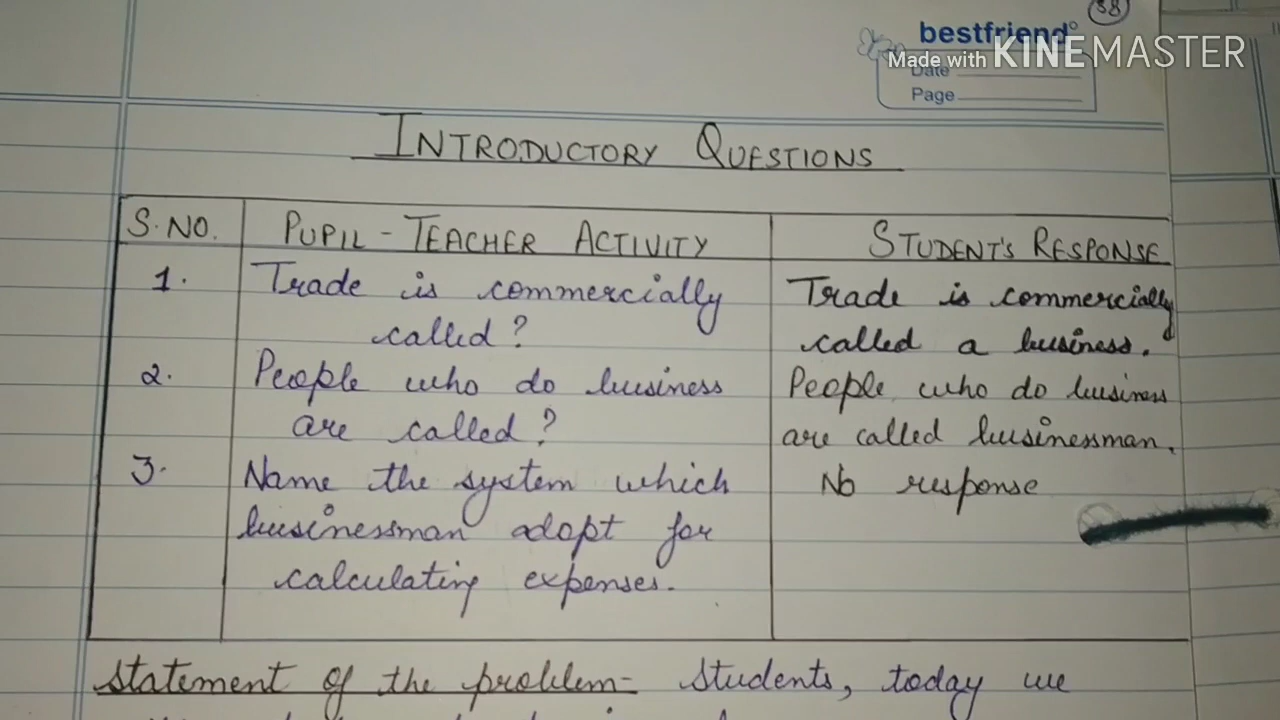 38
bestfriend
Made with KINEMASTER
Date
Page
INTRODUCTORY QUESTIONS
S.NO. PUPIL-TEACHER ACTIVITY STUDENT'S RESPONSE
1. Trade is commercially Trade is commercially
called? called a business.
2. People who do business People who do business
are called? are called businessman.
3. Name the system which No response
businessman adopt for
calculating expenses.
Statement of the problem- Students, today we